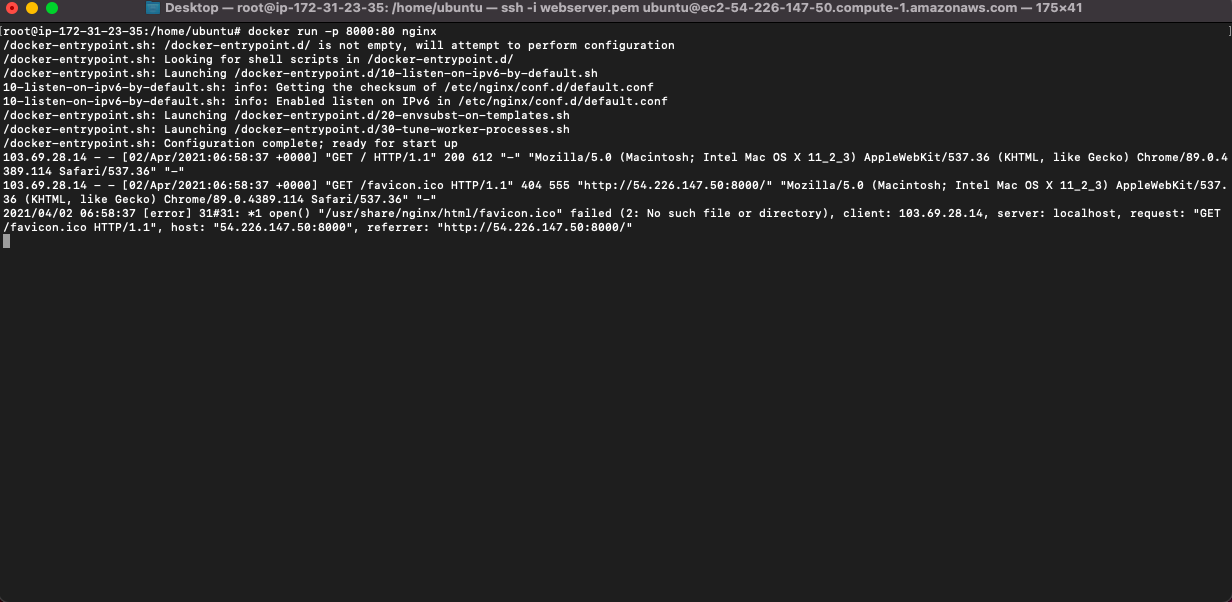 Desktop — root@ip-172-31-23-35: /home/ubuntu — ssh -i webserver.pem ubuntu@ec2-54-226-147-50.compute-1.amazonaws.com — 175×41
[root@ip-172-31-23-35:/home/ubuntu# docker run -p 8000:80 nginx ]
/docker-entrypoint.sh: /docker-entrypoint.d/ is not empty, will attempt to perform configuration
/docker-entrypoint.sh: Looking for shell scripts in /docker-entrypoint.d/
/docker-entrypoint.sh: Launching /docker-entrypoint.d/10-listen-on-ipv6-by-default.sh
10-listen-on-ipv6-by-default.sh: info: Getting the checksum of /etc/nginx/conf.d/default.conf
10-listen-on-ipv6-by-default.sh: info: Enabled listen on IPv6 in /etc/nginx/conf.d/default.conf
/docker-entrypoint.sh: Launching /docker-entrypoint.d/20-envsubst-on-templates.sh
/docker-entrypoint.sh: Launching /docker-entrypoint.d/30-tune-worker-processes.sh
/docker-entrypoint.sh: Configuration complete; ready for start up
103.69.28.14 - - [02/Apr/2021:06:58:37 +0000] "GET / HTTP/1.1" 200 612 "-" "Mozilla/5.0 (Macintosh; Intel Mac OS X 11_2_3) AppleWebKit/537.36 (KHTML, like Gecko) Chrome/89.0.4
389.114 Safari/537.36" "-"
103.69.28.14 - - [02/Apr/2021:06:58:37 +0000] "GET /favicon.ico HTTP/1.1" 404 555 "http://54.226.147.50:8000/" "Mozilla/5.0 (Macintosh; Intel Mac OS X 11_2_3) AppleWebKit/537.
36 (KHTML, like Gecko) Chrome/89.0.4389.114 Safari/537.36" "-"
2021/04/02 06:58:37 [error] 31#31: *1 open() "/usr/share/nginx/html/favicon.ico" failed (2: No such file or directory), client: 103.69.28.14, server: localhost, request: "GET
/favicon.ico HTTP/1.1", host: "54.226.147.50:8000", referrer: "http://54.226.147.50:8000/"